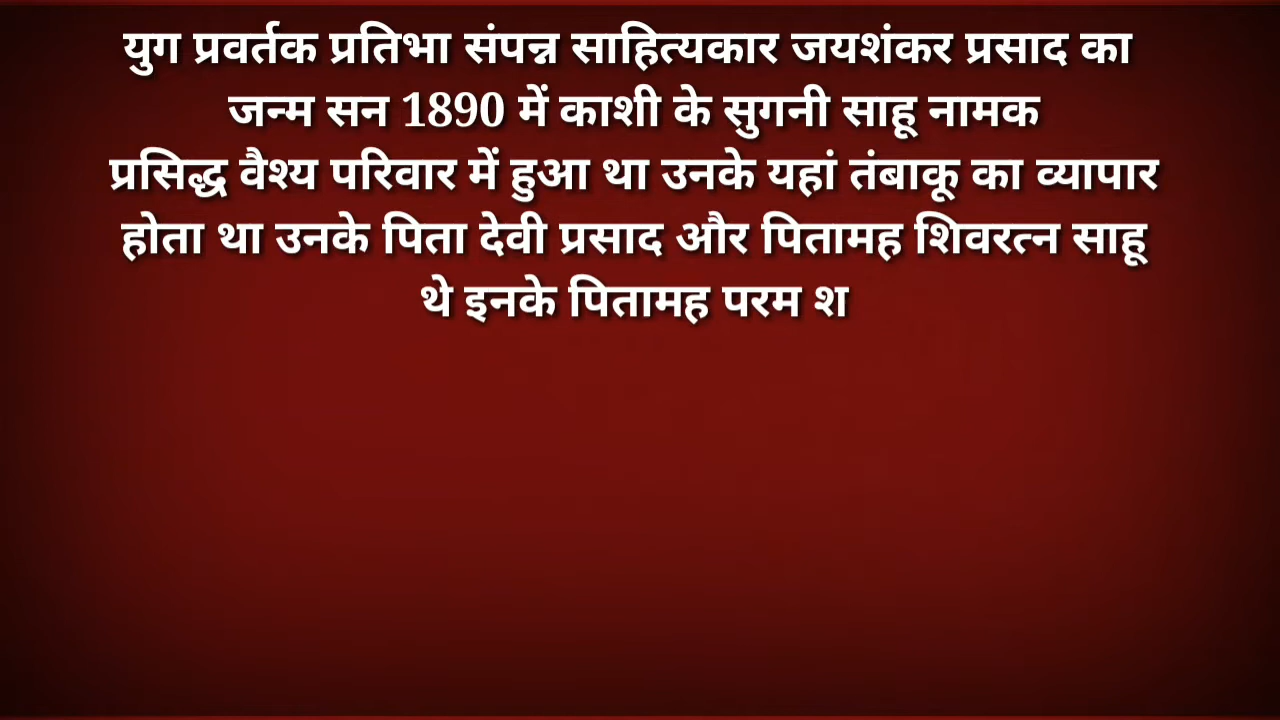 युग प्रवर्तक प्रतिभा संपन्न साहित्यकार जयशंकर प्रसाद का
जन्म सन 1890 में काशी के सुगनी साहू नामक
प्रसिद्ध वैश्य परिवार में हुआ था उनके यहां तंबाकू का व्यापार
होता था उनके पिता देवी प्रसाद और पितामह शिवरत्न साहू
थे इनके पितामह परम श